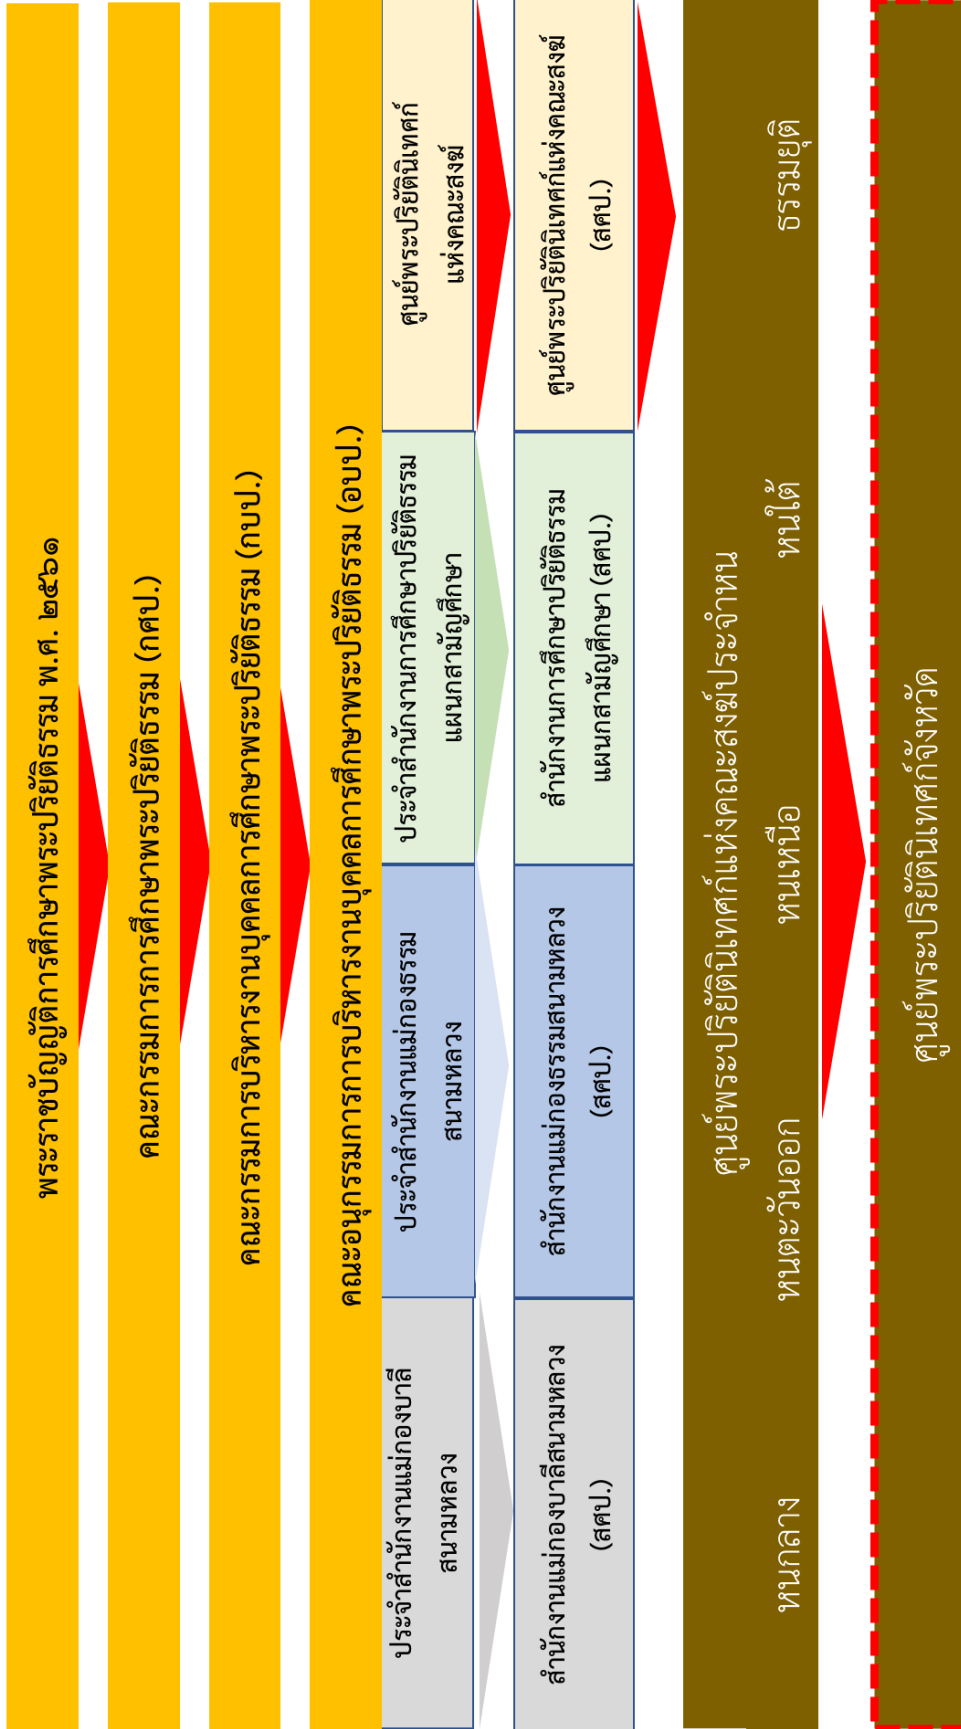 พระราชบัญญัติการศึกษาพระปริยัติธรรม พ.ศ. ๒๕๖๑
คณะกรรมการการศึกษาพระปริยัติธรรม (กศป.)
คณะกรรมการบริหารงานบุคคลการศึกษาพระปริยัติธรรม (กบป.)
คณะอนุกรรมการบริหารงานบุคคลการศึกษาพระปริยัติธรรม (อบป.)
ประจำสำนักงานแม่กองบาลี
สนามหลวง
ประจำสำนักงานแม่กองธรรม
สนามหลวง
ประจำสำนักงานการศึกษาปริยัติธรรม
แผนกสามัญศึกษา
ศูนย์พระปริยัตินิเทศก์
แห่งคณะสงฆ์
สำนักงานแม่กองบาลีสนามหลวง
(สศป.)
สำนักงานแม่กองธรรมสนามหลวง
(สศป.)
สำนักงานการศึกษาปริยัติธรรม
แผนกสามัญศึกษา (สศป.)
ศูนย์พระปริยัตินิเทศก์แห่งคณะสงฆ์
(สศป.)
ศูนย์พระปริยัตินิเทศก์แห่งคณะสงฆ์ประจำหน
หนกลาง หนตะวันออก หนเหนือ หนใต้ ธรรมยุติ
ศูนย์พระปริยัตินิเทศก์จังหวัด